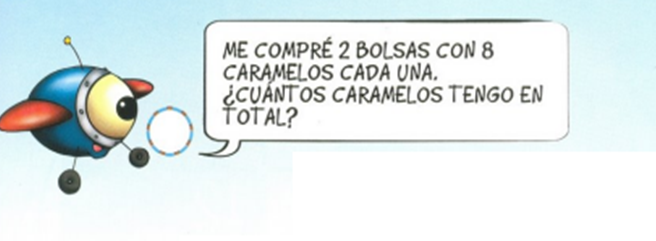 ME COMPRÉ 2 BOLSAS CON 8
CARAMELOS CADA UNA.
¿CUÁNTOS CARAMELOS TENGO EN
TOTAL?